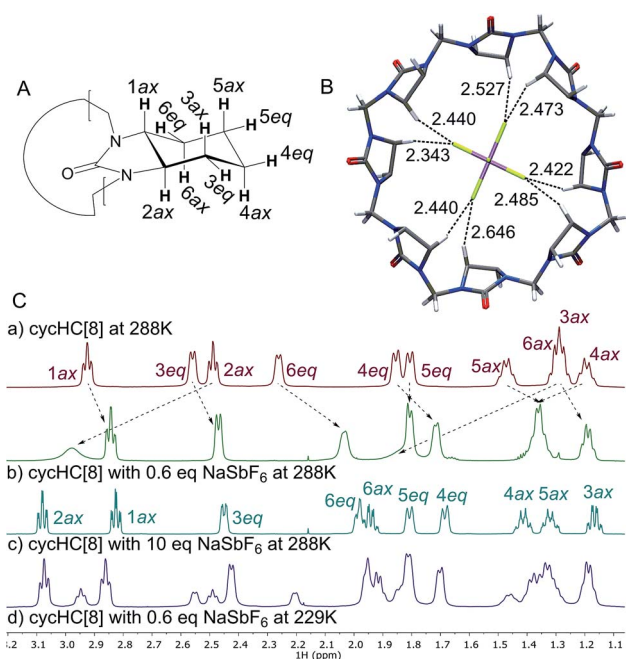 A
1ax
3ax
5ax
6eq
5eq
4eq
H
H
H
H
H
H
H
H
H
H
N
N
O
2ax
6ax
3eq
4ax
B
2.527
2.473
2.440
2.343
2.422
2.485
2.440
2.646
C
a) cycHC[8] at 288K
1ax
3eq
2ax
6eq
4eq
5eq
5ax
6ax
3ax
4ax
b) cycHC[8] with 0.6 eq NaSbF6 at 288K
2ax
1ax
3eq
6eq
6ax
5eq
4eq
4ax
5ax
3ax
c) cycHC[8] with 10 eq NaSbF6 at 288K
d) cycHC[8] with 0.6 eq NaSbF6 at 229K
3.2 3.1 3.0 2.9 2.8 2.7 2.6 2.5 2.4 2.3 2.2 2.1 2.0 1.9 1.8 1.7 1.6 1.5 1.4 1.3 1.2 1.1
1H (ppm)